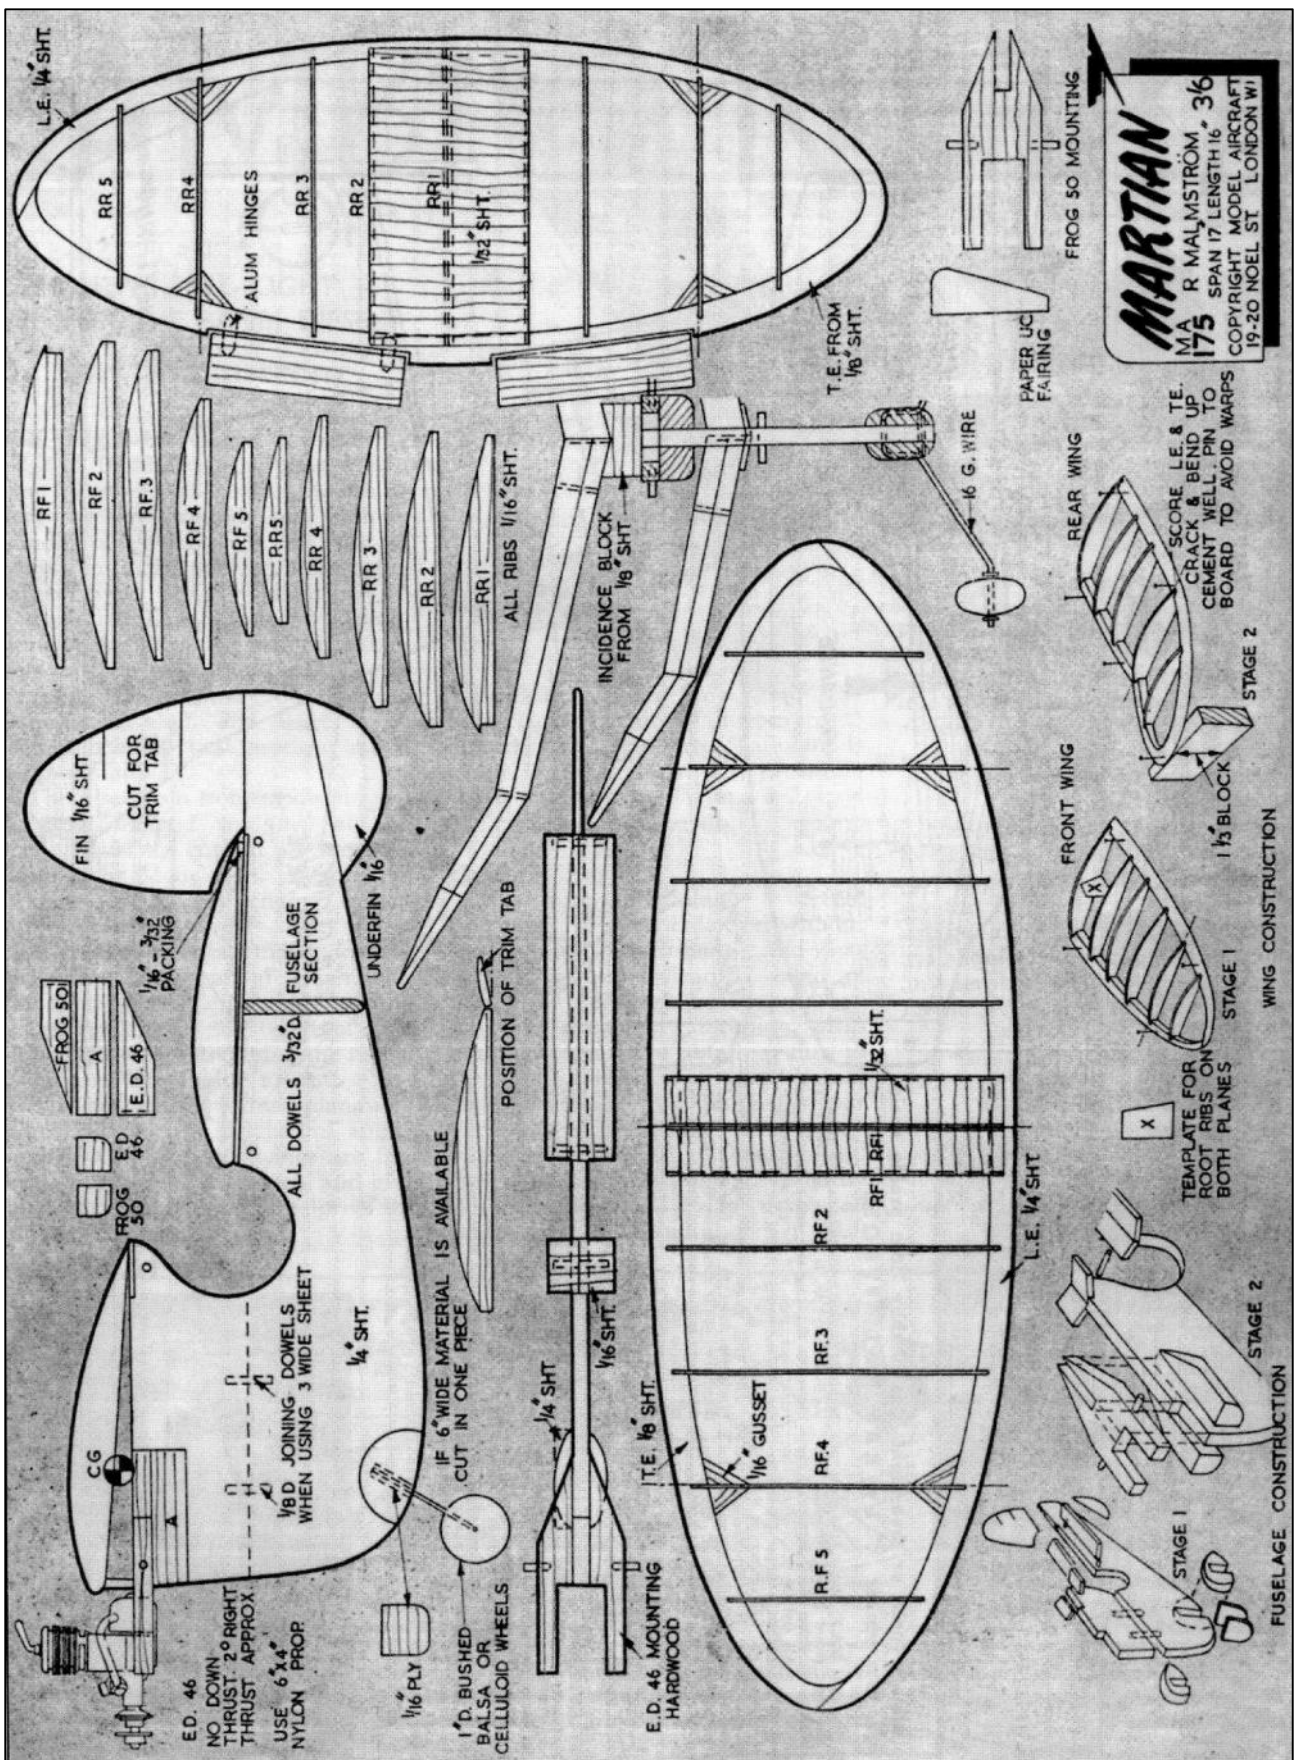 FIN 1/16" SHT
CUT FOR
TRIM TAB
1/16" - 3/32"
PACKING
UNDERFIN 1/16
FUSELAGE
SECTION
ALL DOWELS 3/32"D.
FROG 50
A
E.D. 46
FROG
50
E.D
46
CG
A
1/8"D JOINING DOWELS
WHEN USING 3 WIDE SHEET
1/4" SHT.
E.D. 46
NO DOWN
THRUST. 2° RIGHT
THRUST APPROX.
USE 6"X4"
NYLON PROP.
1/16" PLY
1"D. BUSHED
BALSA OR
CELLULOID WHEELS
IF 6" WIDE MATERIAL IS AVAILABLE
CUT IN ONE PIECE
POSITION OF TRIM TAB
RF1
RF 2
RF.3
RF4
RF 5
RR5
RR 4
RR 3
RR 2
RR1
ALL RIBS 1/16" SHT.
L.E. 1/4" SHT.
RR 5
RR4
ALUM HINGES
RR 3
RR 2
RR1
1/32" SHT.
T.E. FROM
1/8" SHT.
INCIDENCE BLOCK
FROM 1/8" SHT
16 G. WIRE
PAPER UC
FAIRING
FROG 50 MOUNTING
1/4" SHT
1/16" SHT.
E.D. 46 MOUNTING
HARDWOOD
T.E. 1/8" SHT.
1/16" GUSSET
R.F 5
RF.4
RF.3
RF2
RF1
RF1
1/32" SHT.
L.E. 1/4" SHT.
STAGE 1
STAGE 2
FUSELAGE CONSTRUCTION
X
TEMPLATE FOR
ROOT RIBS ON
BOTH PLANES
FRONT WING
X
STAGE 1
REAR WING
1 1/3" BLOCK
STAGE 2
WING CONSTRUCTION
SCORE L.E. & T.E.
CRACK & BEND UP
CEMENT WELL. PIN TO
BOARD TO AVOID WARPS
MARTIAN
MA R MALMSTRÖM 3/6
175 SPAN 17 LENGTH 16"
COPYRIGHT MODEL AIRCRAFT
19-20 NOEL ST LONDON W1